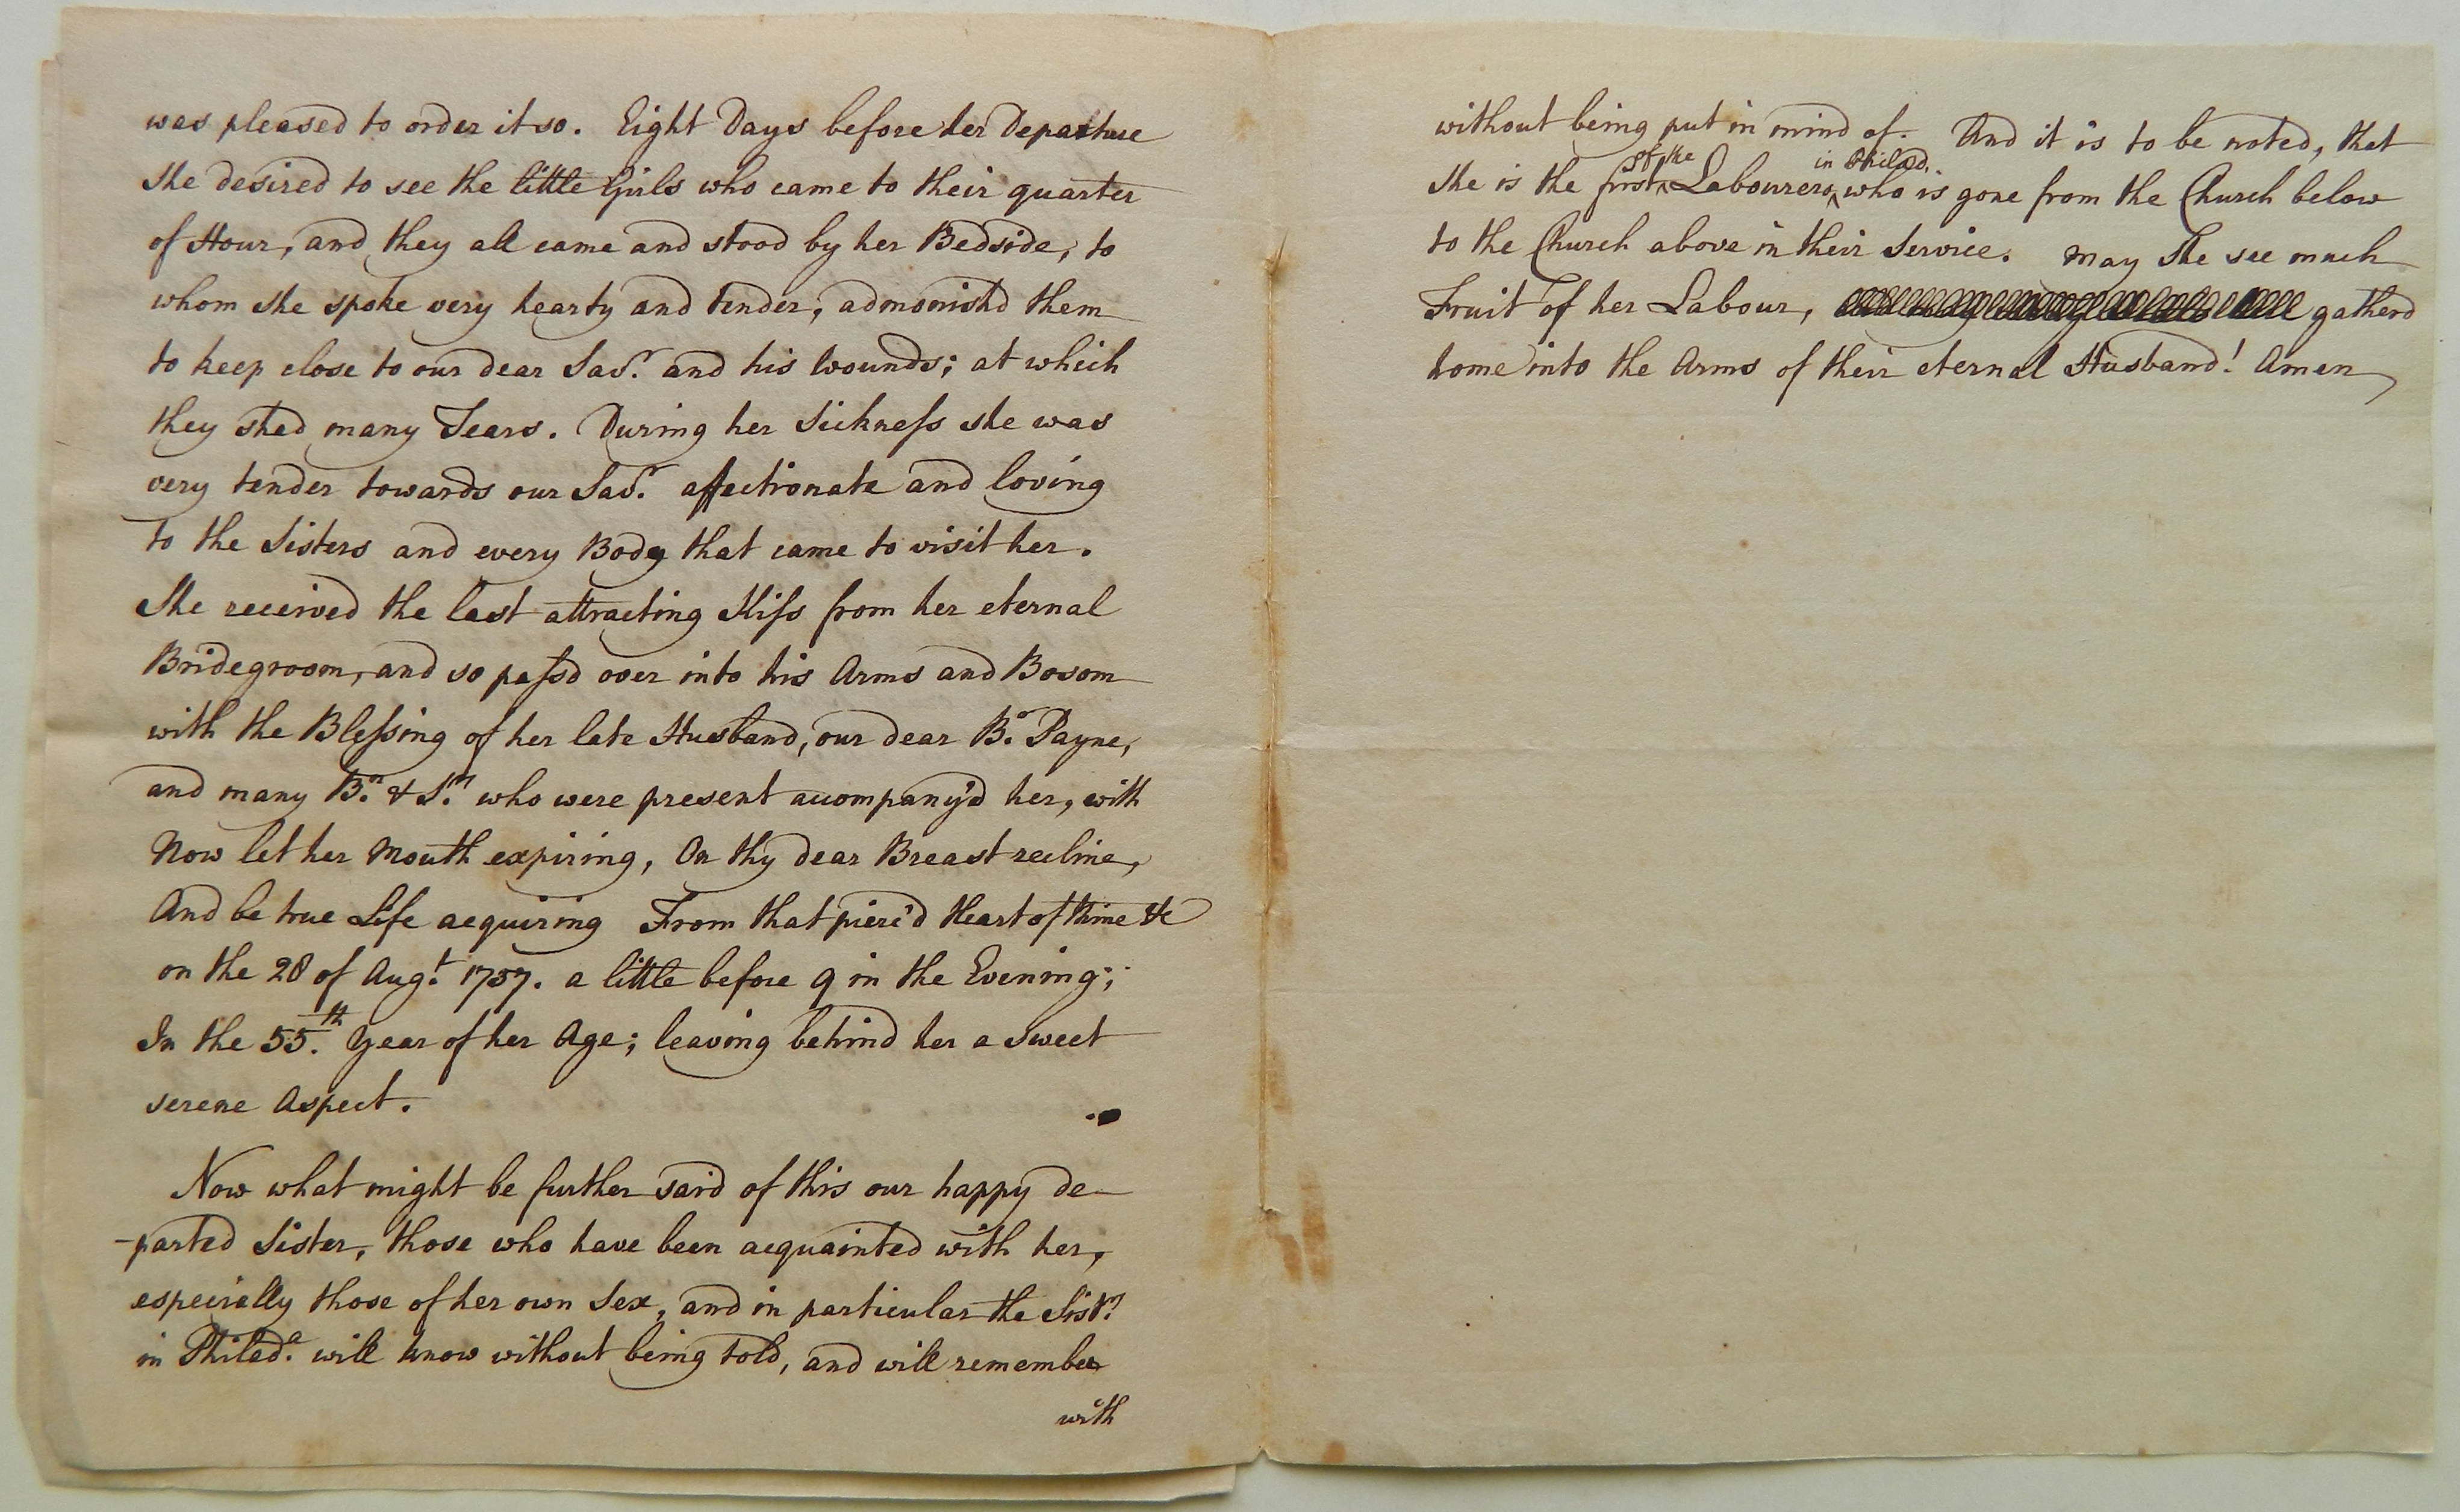 was pleased to order it so. Eight Days before her Departure
She desired to see the little Girls who came to their quarter
of Hour, and they all came and stood by her Bedside, to
whom She spoke very hearty and tender, admonishd them
to keep close to our dear Savr. and his wounds; at which
they shed many Tears. During her Sickness she was
very tender towards our Savr. affectionate and loving
to the Sisters and every Body that came to visit her.
She received the last attracting Kiss from her eternal
Bridegroom, and so pass'd over into his Arms and Bosom
with the Blessing of her late Husband, our dear Br. Payne,
and many Brn. & Srn. who were present accompany'd her, with
Now let her Mouth expiring, On thy dear Breast recline,
And be true Life acquiring From that pierc'd Heart of thine &c
on the 28 of Augt. 1757. a little before 9 in the Evening;
In the 55.th Year of her Age; leaving behind her a Sweet
serene Aspect.
Now what might be further said of this our happy de-
-parted Sister, those who have been acquainted with her,
especially those of her own Sex, and in particular the Sistrs.
in Philada. will know without being told, and will remember
with
without being put in mind of. And it is to be noted, that
She is the first of the Labourers in Philad. who is gone from the Church below
to the Church above in their Service. May She see much
Fruit of her Labour, gatherd
home into the Arms of their eternal Husband! Amen